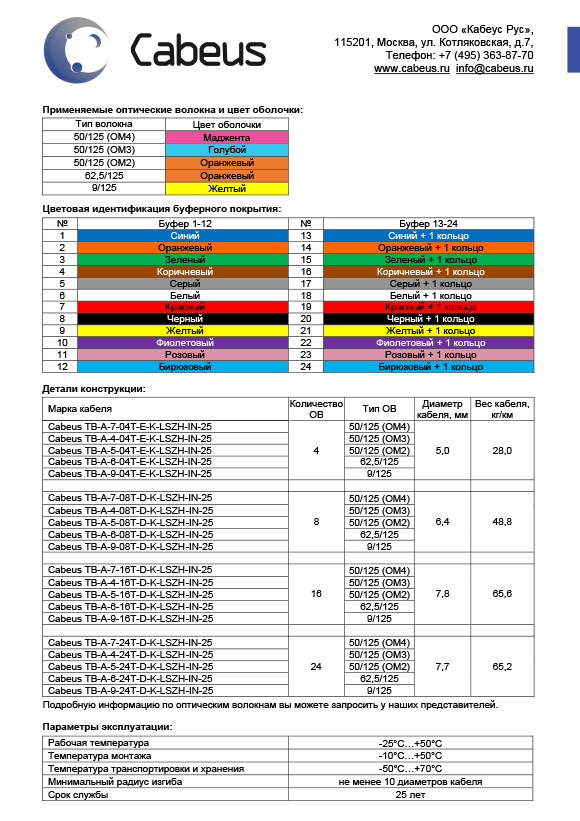 Cabeus
ООО «Кабеус Рус»,
115201, Москва, ул. Котляковская, д.7,
Телефон: +7 (495) 363-87-70
www.cabeus.ru info@cabeus.ru
Применяемые оптические волокна и цвет оболочки:
Тип волокна Цвет оболочки
50/125 (OM4) Маджента
50/125 (OM3) Голубой
50/125 (OM2) Оранжевый
62,5/125 Оранжевый
9/125 Желтый
Цветовая идентификация буферного покрытия:
№ Буфер 1-12 № Буфер 13-24
1 Синий 13 Синий + 1 кольцо
2 Оранжевый 14 Оранжевый + 1 кольцо
3 Зеленый 15 Зеленый + 1 кольцо
4 Коричневый 16 Коричневый + 1 кольцо
5 Серый 17 Серый + 1 кольцо
6 Белый 18 Белый + 1 кольцо
7 Красный 19 Красный + 1 кольцо
8 Черный 20 Черный + 1 кольцо
9 Желтый 21 Желтый + 1 кольцо
10 Фиолетовый 22 Фиолетовый + 1 кольцо
11 Розовый 23 Розовый + 1 кольцо
12 Бирюзовый 24 Бирюзовый + 1 кольцо
Детали конструкции:
Марка кабеля Количество ОВ Тип ОВ Диаметр кабеля, мм Вес кабеля, кг/км
Cabeus TB-A-7-04T-E-K-LSZH-IN-25 50/125 (OM4)
Cabeus TB-A-4-04T-E-K-LSZH-IN-25 50/125 (OM3)
Cabeus TB-A-5-04T-E-K-LSZH-IN-25 4 50/125 (OM2) 5,0 28,0
Cabeus TB-A-6-04T-E-K-LSZH-IN-25 62,5/125
Cabeus TB-A-9-04T-E-K-LSZH-IN-25 9/125
Cabeus TB-A-7-08T-D-K-LSZH-IN-25 50/125 (OM4)
Cabeus TB-A-4-08T-D-K-LSZH-IN-25 50/125 (OM3)
Cabeus TB-A-5-08T-D-K-LSZH-IN-25 8 50/125 (OM2) 6,4 48,8
Cabeus TB-A-6-08T-D-K-LSZH-IN-25 62,5/125
Cabeus TB-A-9-08T-D-K-LSZH-IN-25 9/125
Cabeus TB-A-7-16T-D-K-LSZH-IN-25 50/125 (OM4)
Cabeus TB-A-4-16T-D-K-LSZH-IN-25 50/125 (OM3)
Cabeus TB-A-5-16T-D-K-LSZH-IN-25 16 50/125 (OM2) 7,8 65,6
Cabeus TB-A-6-16T-D-K-LSZH-IN-25 62,5/125
Cabeus TB-A-9-16T-D-K-LSZH-IN-25 9/125
Cabeus TB-A-7-24T-D-K-LSZH-IN-25 50/125 (OM4)
Cabeus TB-A-4-24T-D-K-LSZH-IN-25 50/125 (OM3)
Cabeus TB-A-5-24T-D-K-LSZH-IN-25 24 50/125 (OM2) 7,7 65,2
Cabeus TB-A-6-24T-D-K-LSZH-IN-25 62,5/125
Cabeus TB-A-9-24T-D-K-LSZH-IN-25 9/125
Подробную информацию по оптическим волокнам вы можете запросить у наших представителей.
Параметры эксплуатации:
Рабочая температура -25°C…+50°C
Температура монтажа -10°C…+50°C
Температура транспортировки и хранения -50°C…+70°C
Минимальный радиус изгиба не менее 10 диаметров кабеля
Срок службы 25 лет